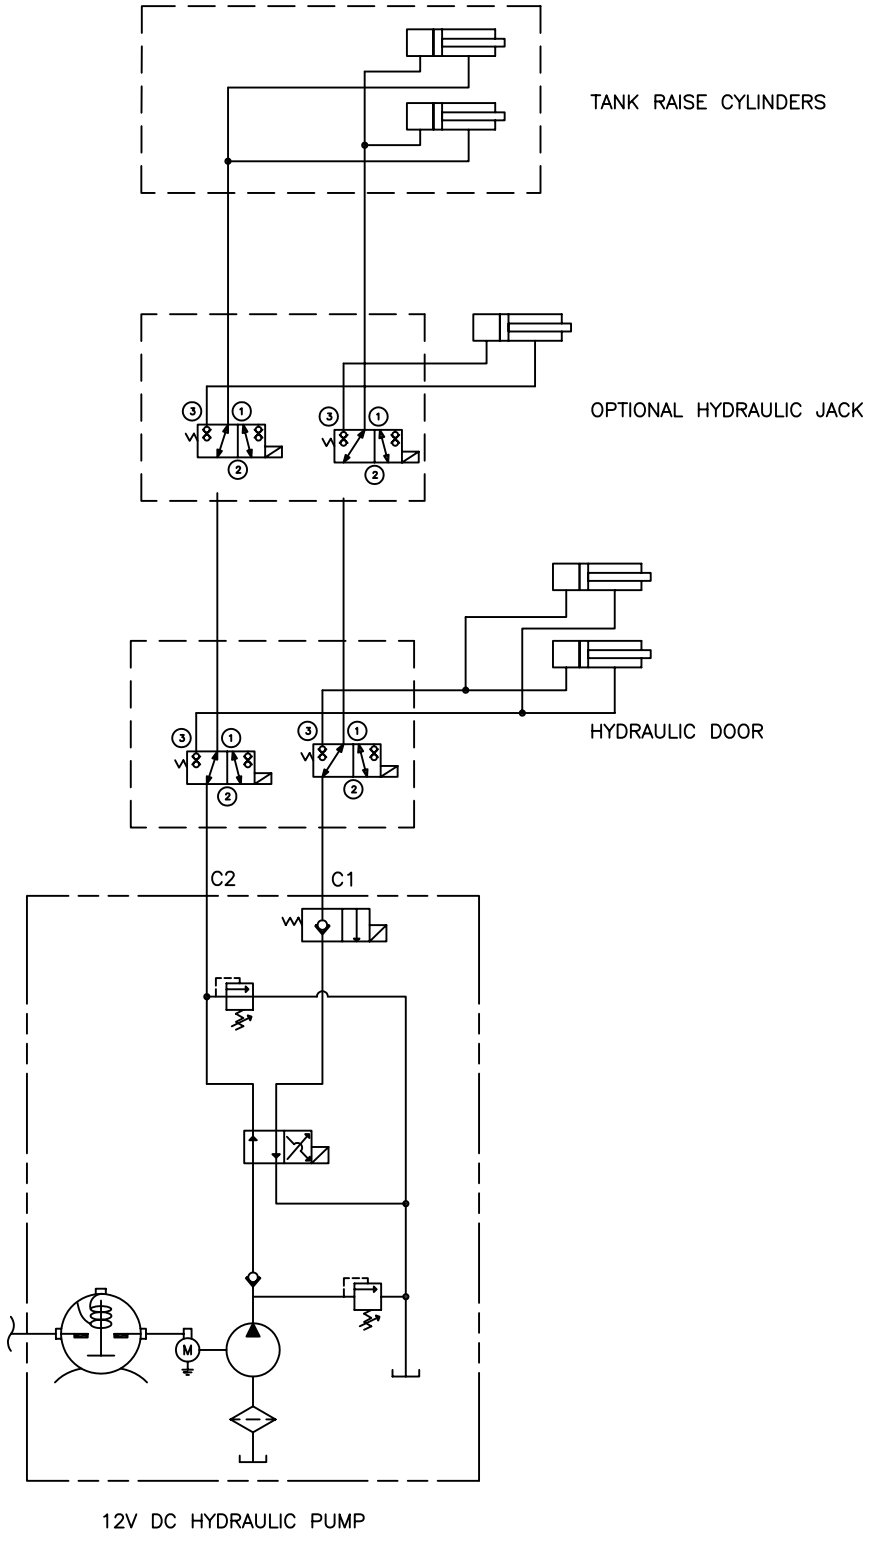 TANK RAISE CYLINDERS
OPTIONAL HYDRAULIC JACK
3 1 3 1
2 2
HYDRAULIC DOOR
3 1 3 1
2 2
C2 C1
M
12V DC HYDRAULIC PUMP